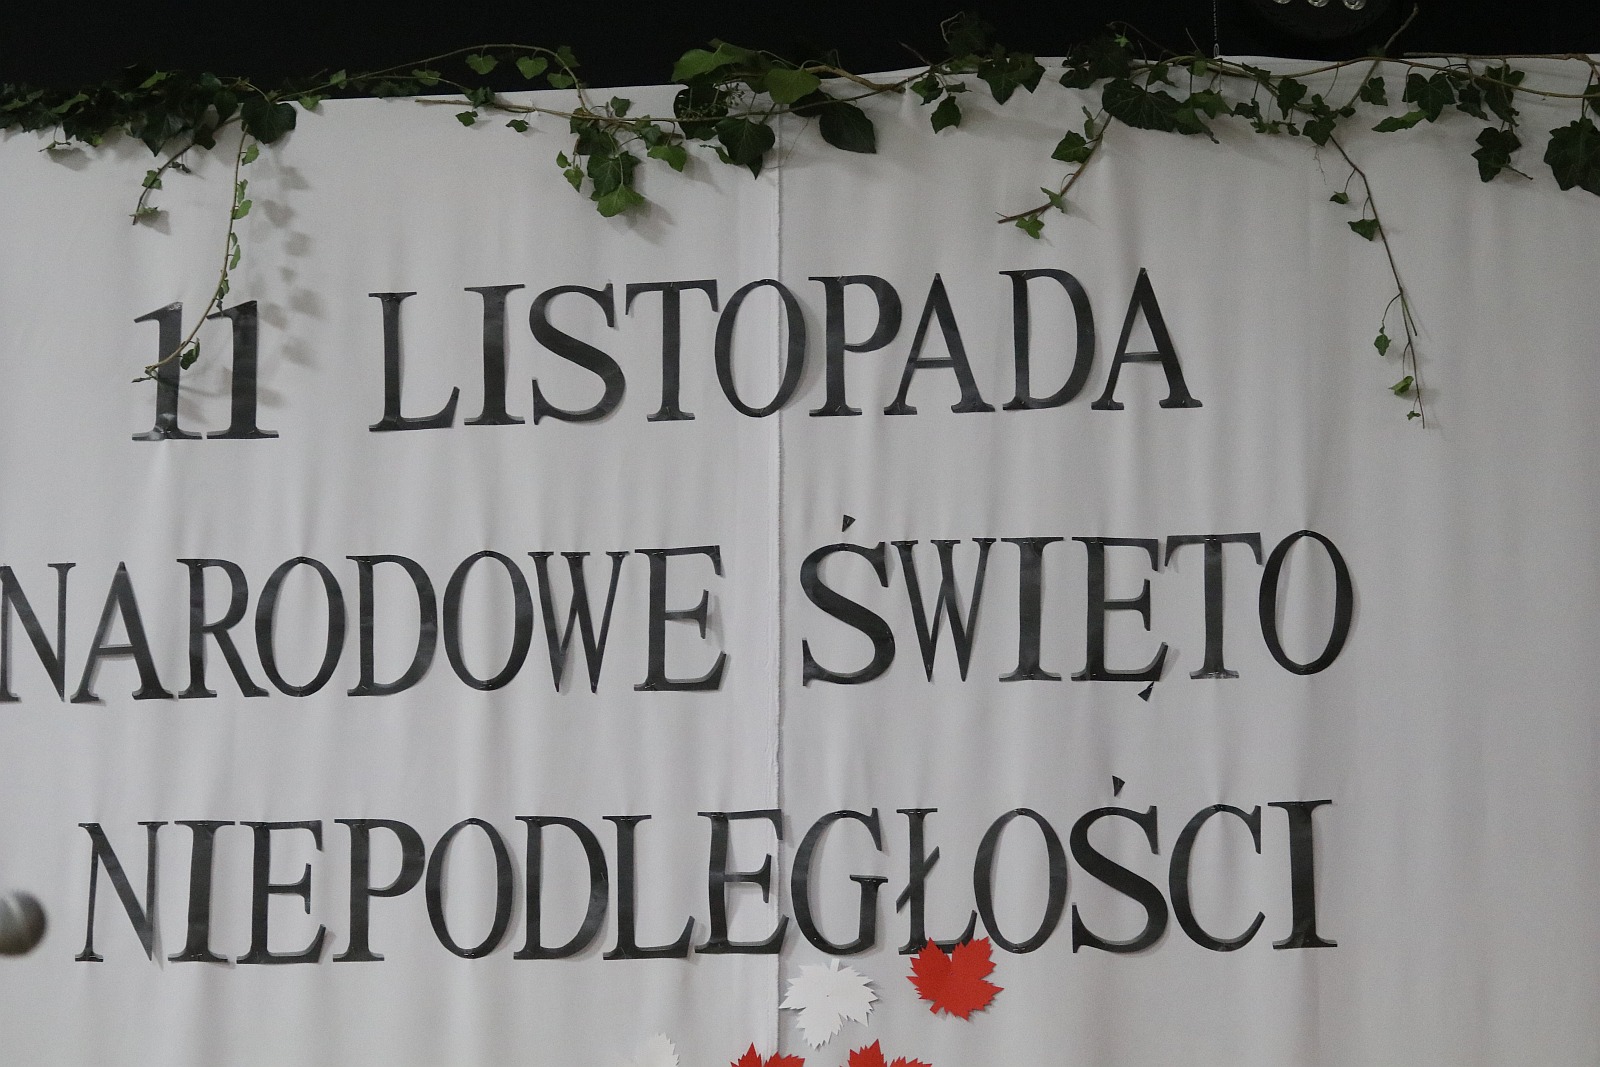 11 LISTOPADA
NARODOWE ŚWIĘTO
NIEPODLEGŁOŚCI